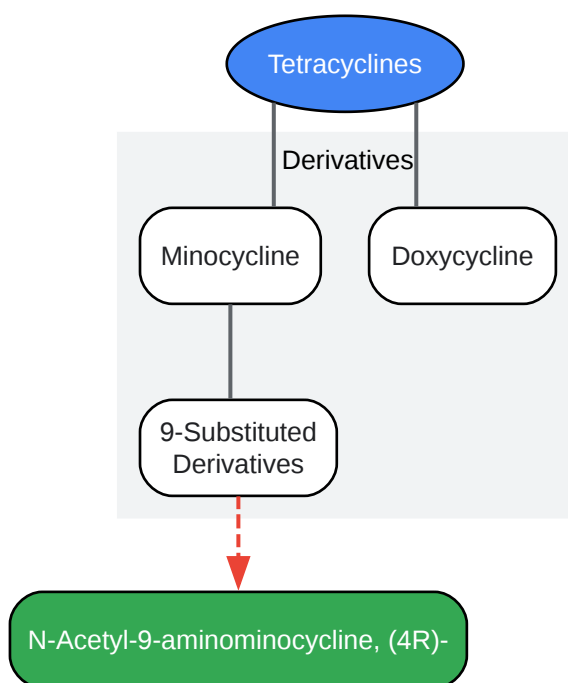 Tetracyclines
Derivatives
Minocycline
Doxycycline
9-Substituted
Derivatives
N-Acetyl-9-aminominocycline, (4R)-